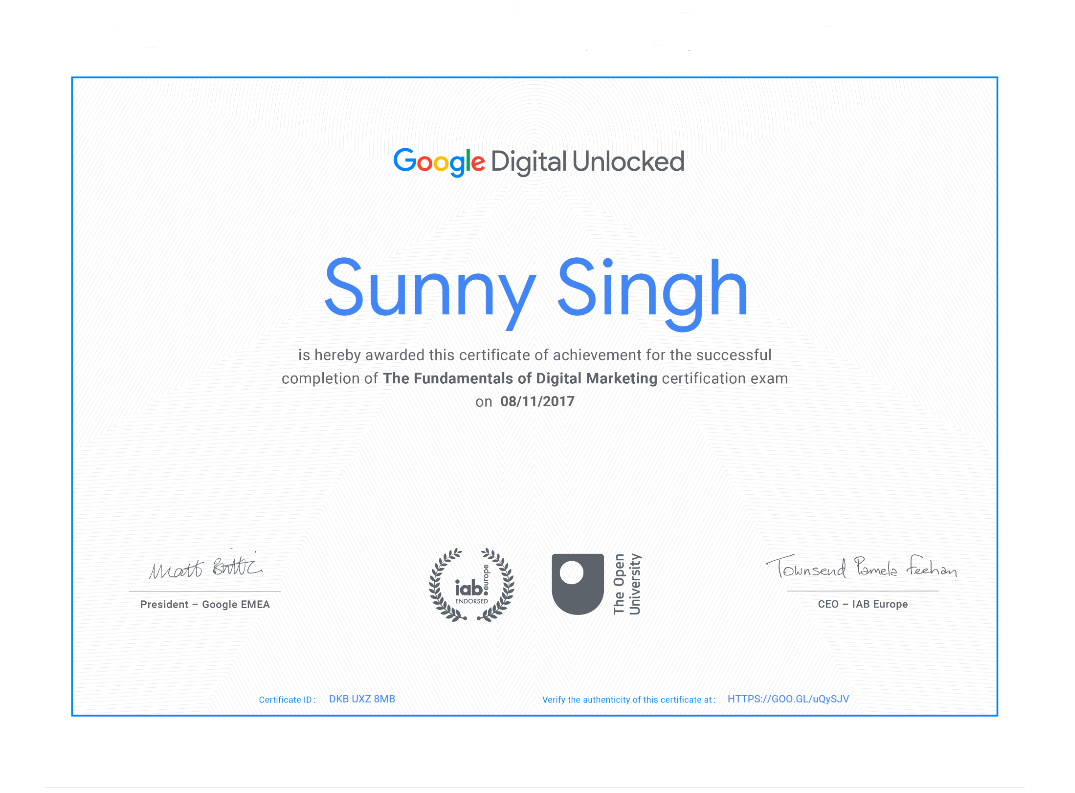 Google Digital Unlocked
Sunny Singh
is hereby awarded this certificate of achievement for the successful
completion of The Fundamentals of Digital Marketing certification exam
on 08/11/2017
Matt Brittin
Townsend Pamela Feehan
President – Google EMEA
iab europe
ENDORSED
The Open
University
CEO – IAB Europe
Certificate ID : DKB UXZ 8MB
Verify the authenticity of this certificate at : HTTPS://GOO.GL/uQySJV